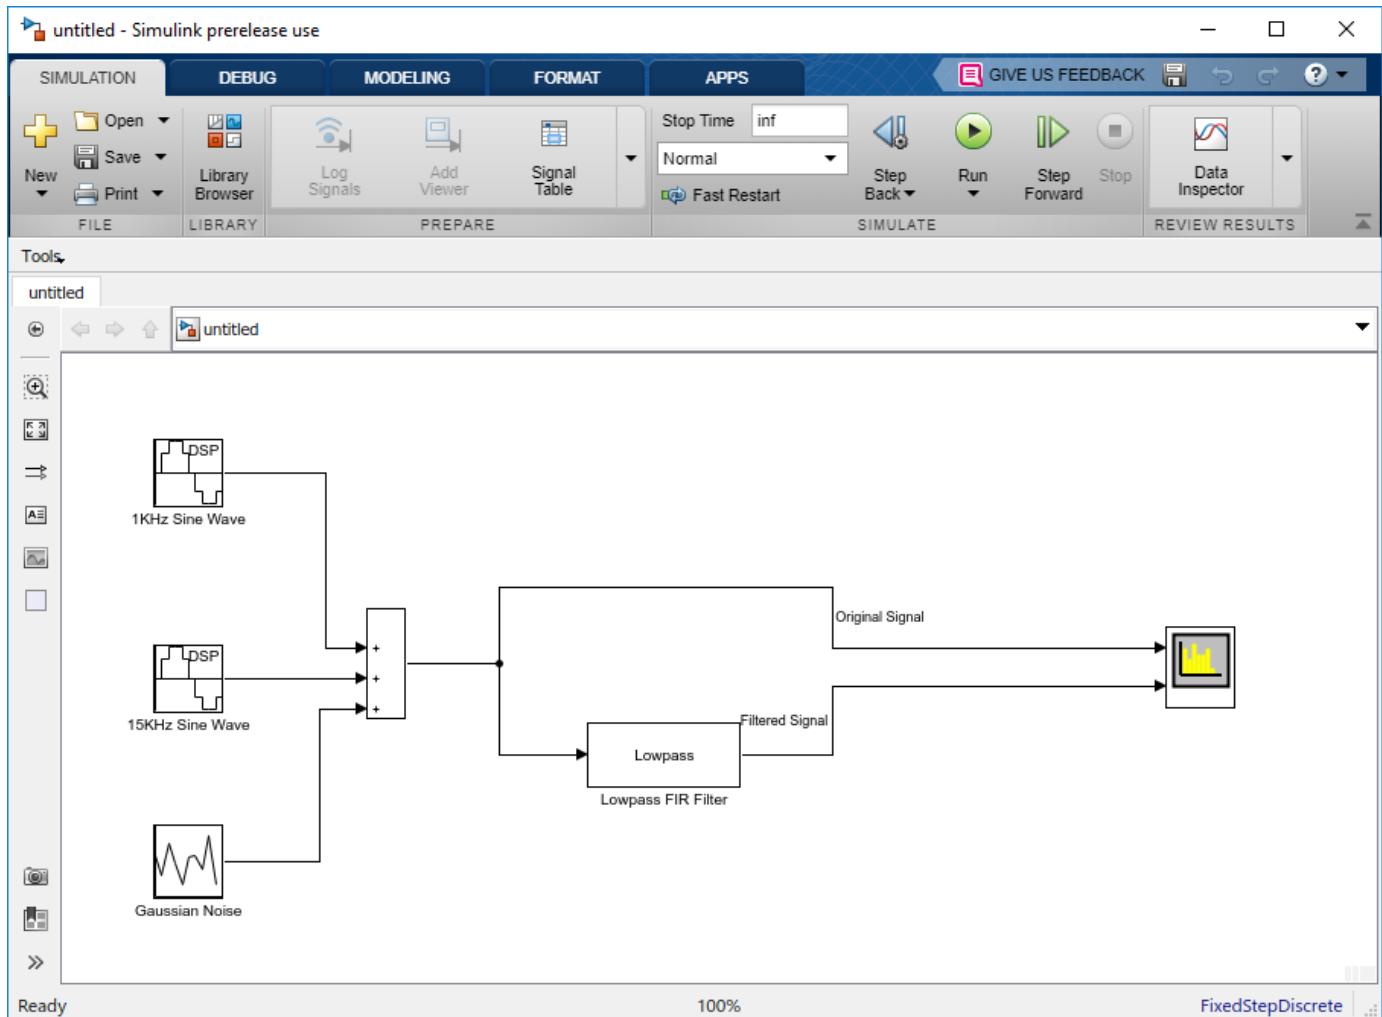 untitled - Simulink prerelease use
SIMULATION DEBUG MODELING FORMAT APPS GIVE US FEEDBACK ?
New Open Save Print
Library Browser
Log Signals
Add Viewer
Signal Table
Stop Time inf
Normal
Fast Restart
Step Back
Run
Step Forward
Stop
Data Inspector
FILE LIBRARY PREPARE SIMULATE REVIEW RESULTS
Tools
untitled
untitled
DSP
1KHz Sine Wave
DSP
15KHz Sine Wave
Gaussian Noise
+
+
+
Original Signal
Filtered Signal
Lowpass
Lowpass FIR Filter
A
Ready 100% FixedStepDiscrete